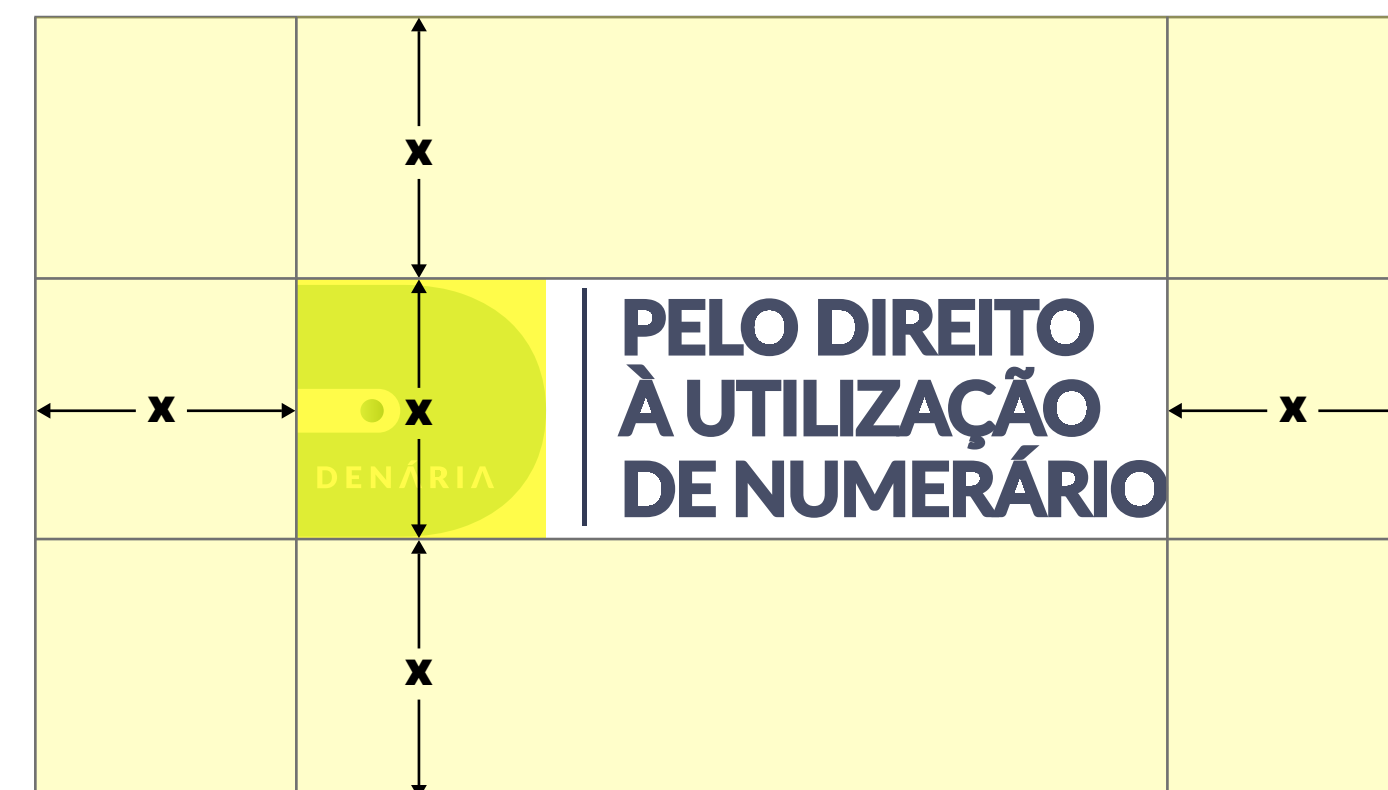 X
PELO DIREITO
À UTILIZAÇÃO
DE NUMERÁRIO
DENÁRIA
X
X
X
X